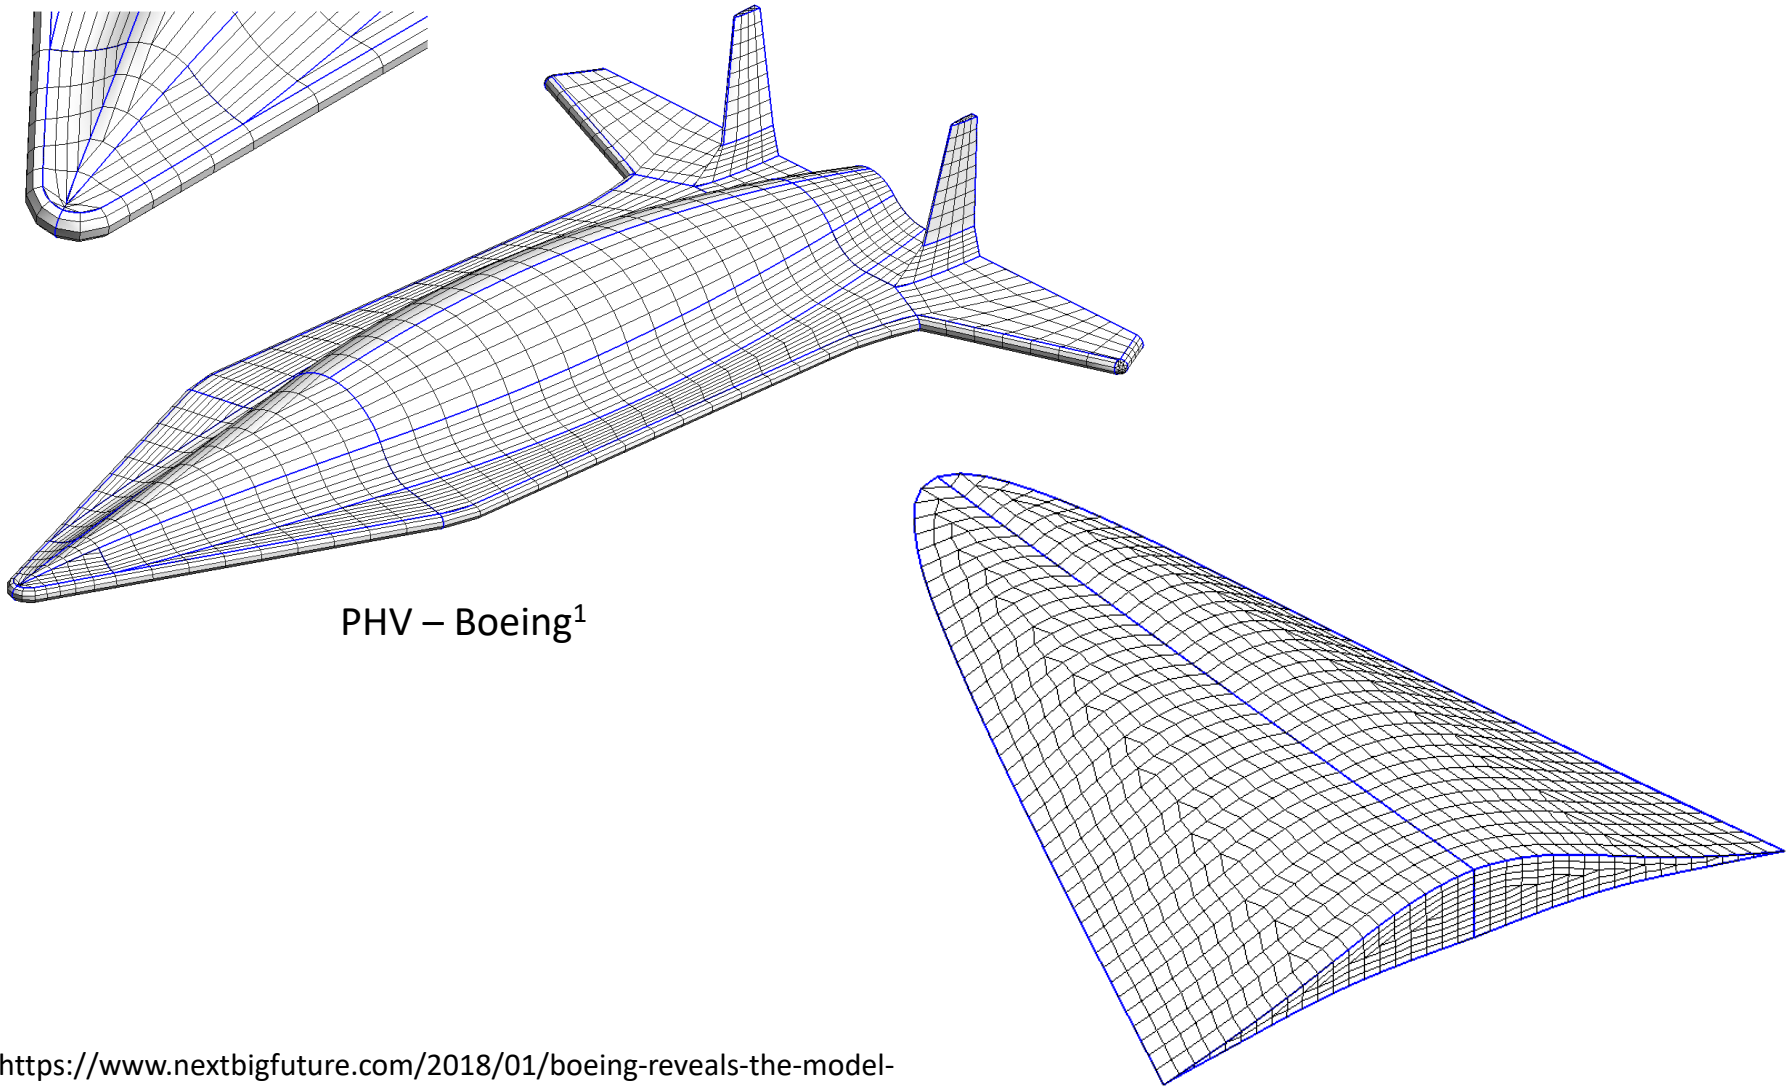 PHV – Boeing¹
https://www.nextbigfuture.com/2018/01/boeing-reveals-the-model-